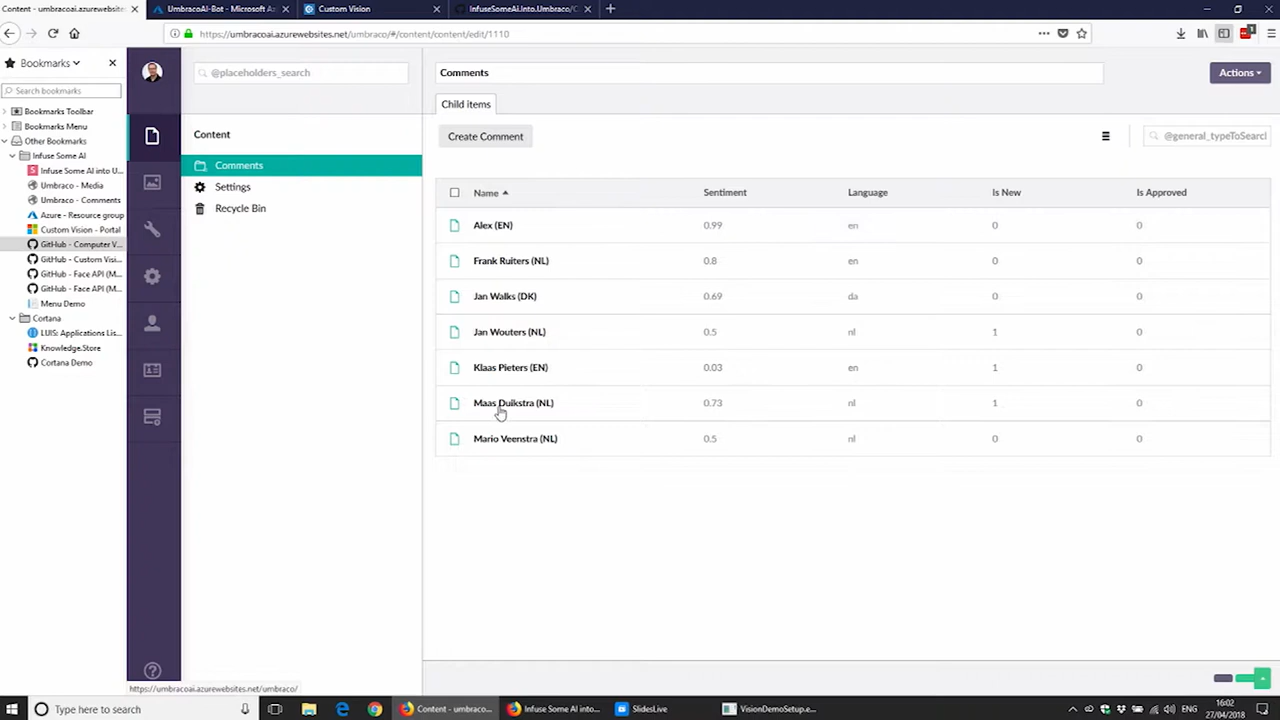 Content - umbracoai.azurewebsites
UmbracoAI-Bot - Microsoft Az
Custom Vision
InfuseSomeAI.Into.Umbraco/C
https://umbracoai.azurewebsites.net/umbraco/#/content/content/edit/1110
Bookmarks
Search bookmarks
Bookmarks Toolbar
Bookmarks Menu
Other Bookmarks
Infuse Some AI
Infuse Some AI into U...
Umbraco - Media
Umbraco - Comments
Azure - Resource group
Custom Vision - Portal
GitHub - Computer V...
GitHub - Custom Visi...
GitHub - Face API (M...
GitHub - Face API (M...
Menu Demo
Cortana
LUIS: Applications Lis...
Knowledge.Store
Cortana Demo
@placeholders_search
Content
Comments
Settings
Recycle Bin
Comments
Actions
Child items
Create Comment
@general_typeToSearch
Name Sentiment Language Is New Is Approved
Alex (EN) 0.99 en 0 0
Frank Ruiters (NL) 0.8 en 0 0
Jan Walks (DK) 0.69 da 0 0
Jan Wouters (NL) 0.5 nl 1 0
Klaas Pieters (EN) 0.03 en 1 0
Maas Duikstra (NL) 0.73 nl 1 0
Mario Veenstra (NL) 0.5 nl 0 0
https://umbracoai.azurewebsites.net/umbraco/
Type here to search
Content - umbraco...
Infuse Some AI into...
SlidesLive
VisionDemoSetup.e...
ENG
16:02
27/04/2018